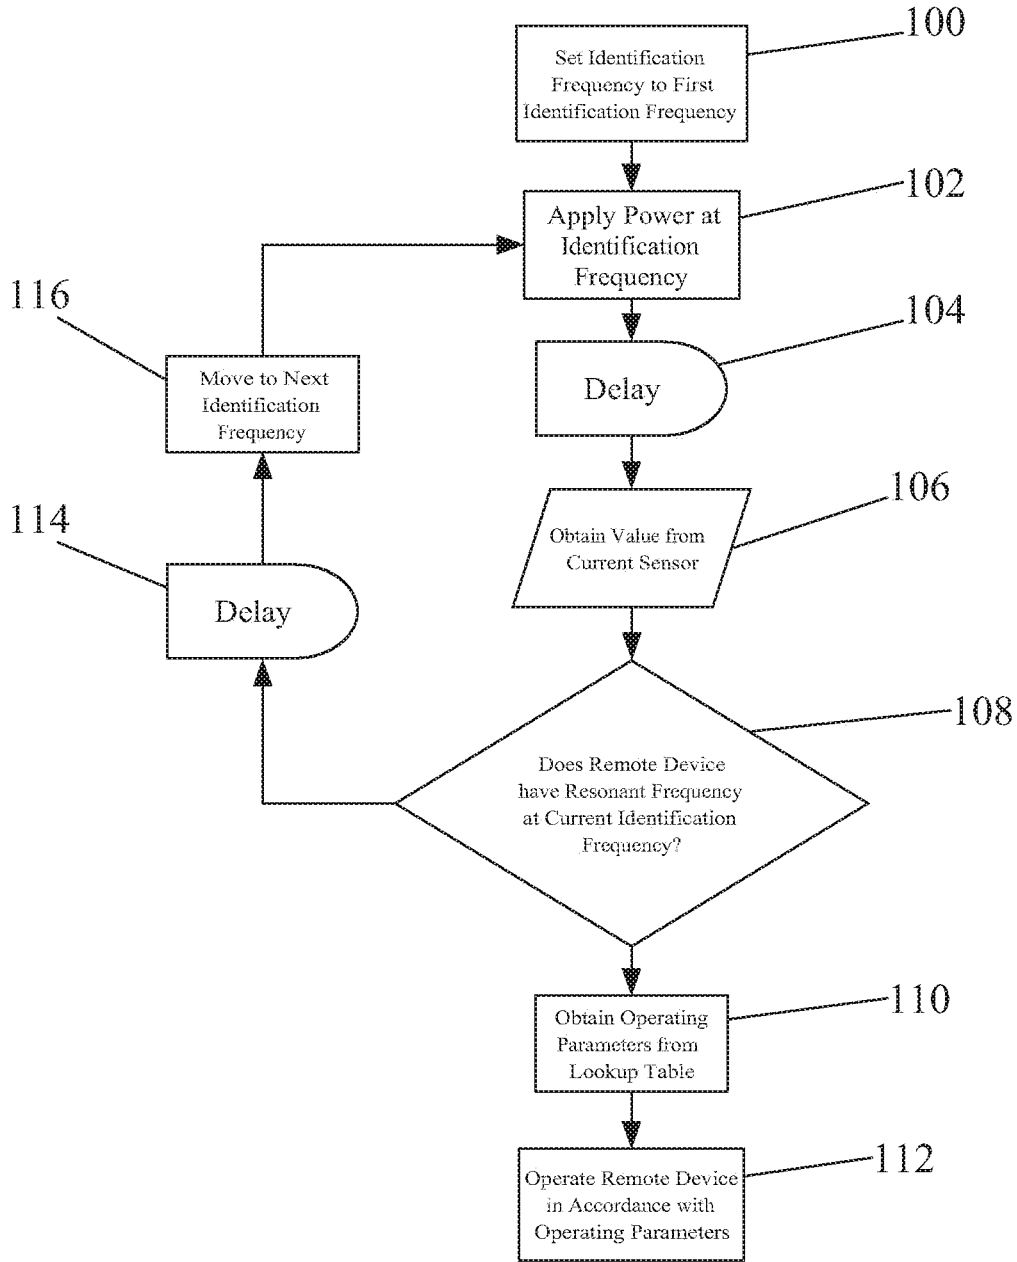 100
Set Identification
Frequency to First
Identification Frequency
102
Apply Power at
Identification
Frequency
116
104
Move to Next
Identification
Frequency
Delay
106
114
Obtain Value from
Current Sensor
Delay
108
Does Remote Device
have Resonant Frequency
at Current Identification
Frequency?
110
Obtain Operating
Parameters from
Lookup Table
112
Operate Remote Device
in Accordance with
Operating Parameters